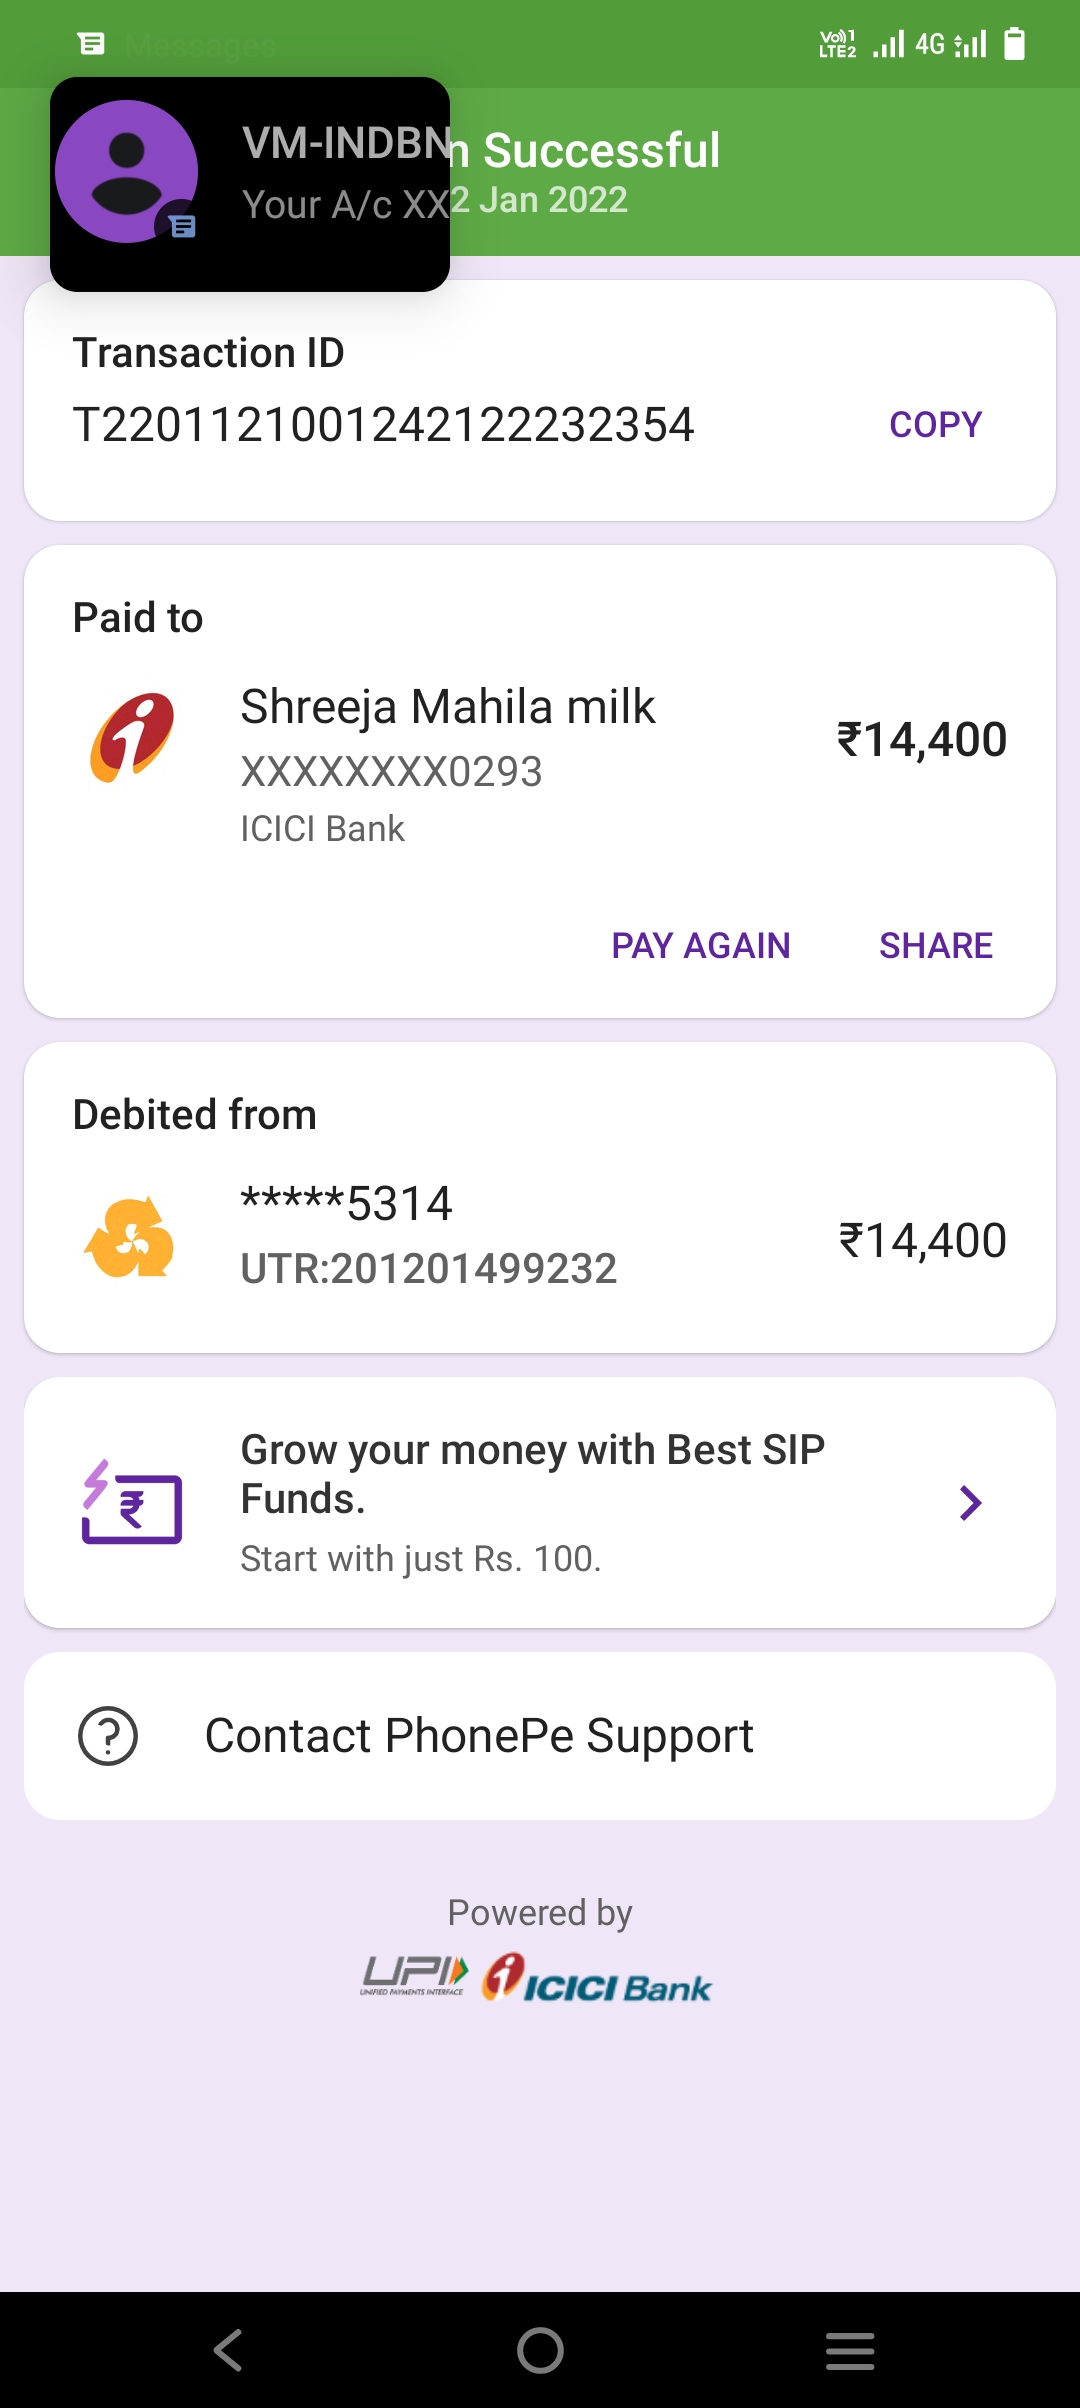 Messages
Vo)) 1
LTE2 4G
VM-INDBN
n Successful
Your A/c XX
2 Jan 2022
Transaction ID
T2201121001242122232354
COPY
Paid to
Shreeja Mahila milk
₹14,400
XXXXXXXX0293
ICICI Bank
PAY AGAIN SHARE
Debited from
*****5314
₹14,400
UTR:201201499232
Grow your money with Best SIP
Funds.
Start with just Rs. 100.
Contact PhonePe Support
Powered by
UPI ICICI Bank
UNIFIED PAYMENTS INTERFACE